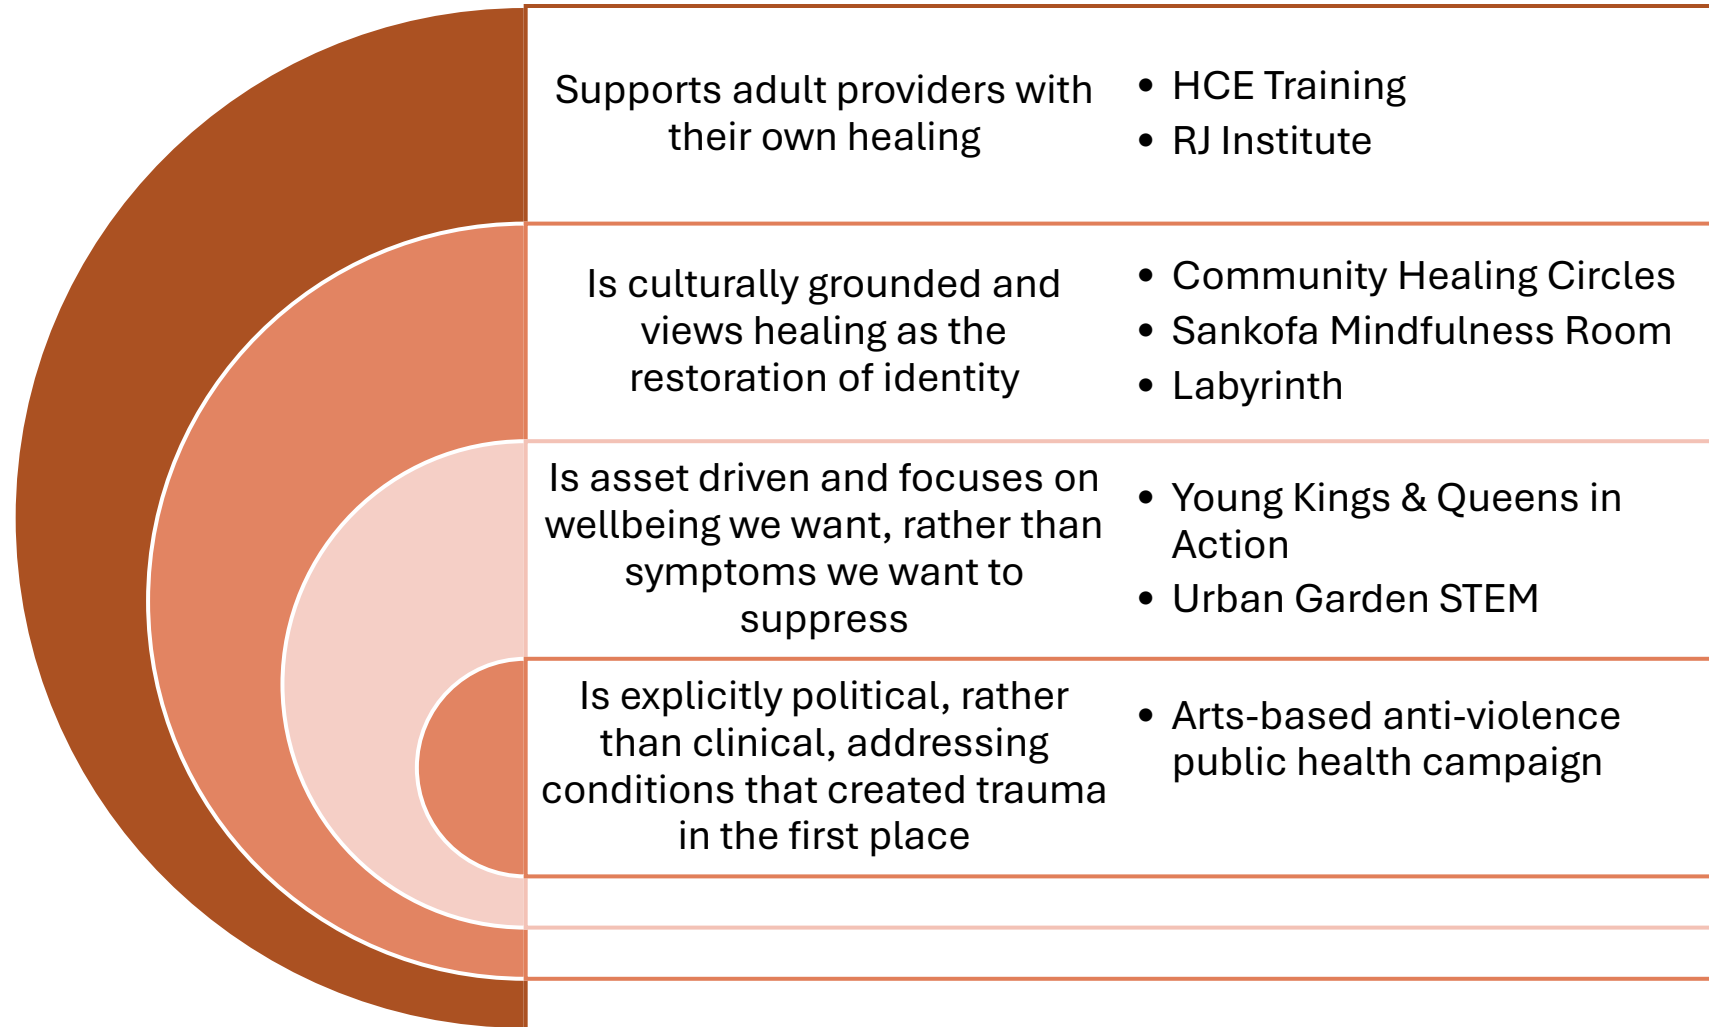 Supports adult providers with
their own healing
• HCE Training
• RJ Institute
Is culturally grounded and
views healing as the
restoration of identity
• Community Healing Circles
• Sankofa Mindfulness Room
• Labyrinth
Is asset driven and focuses on
wellbeing we want, rather than
symptoms we want to
suppress
• Young Kings & Queens in
Action
• Urban Garden STEM
Is explicitly political, rather
than clinical, addressing
conditions that created trauma
in the first place
• Arts-based anti-violence
public health campaign